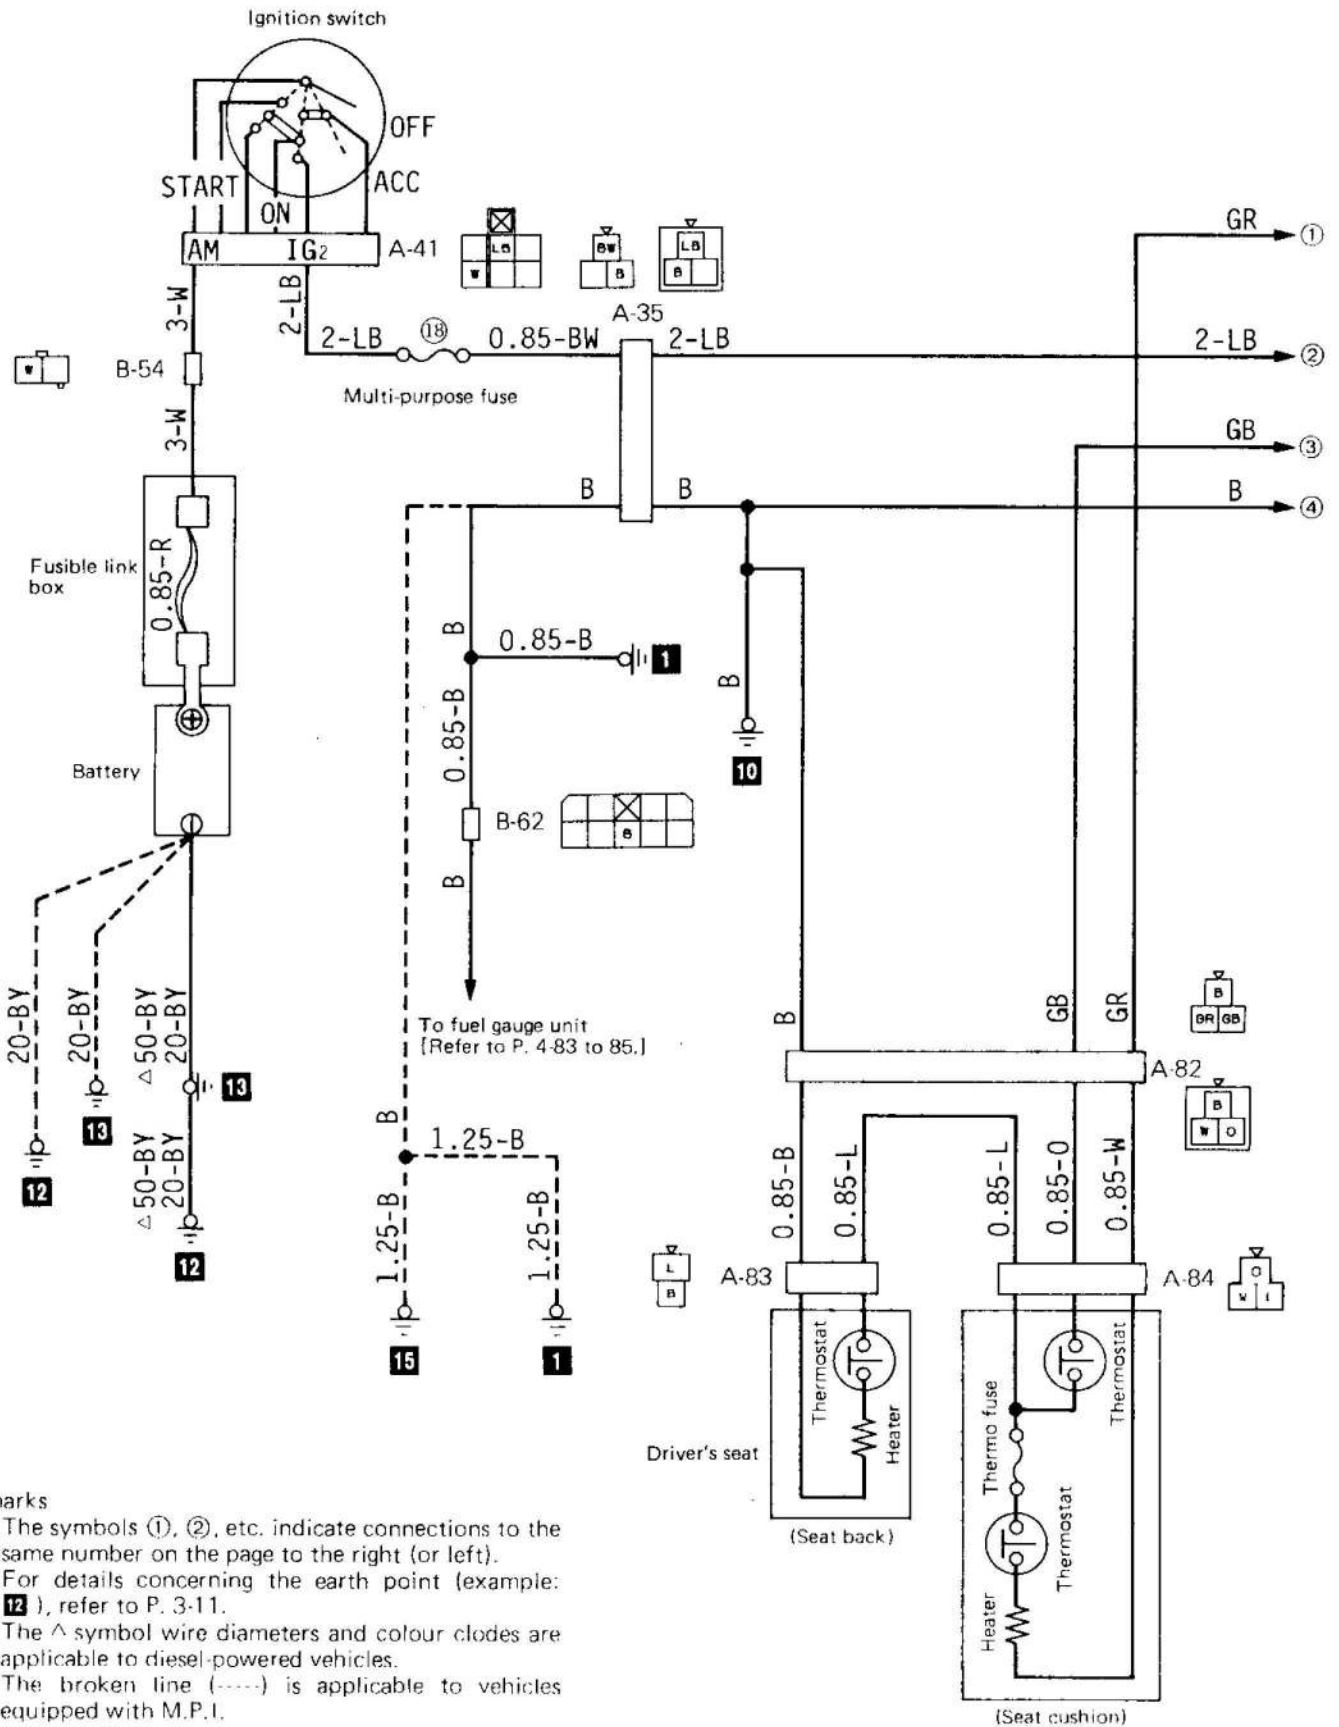 Ignition switch
OFF
START
ACC
ON
AM
IG2
A-41
LB
W
BW
B
LB
B
GR
①
3-W
2-LB
A-35
2-LB
⑱
0.85-BW
2-LB
2-LB
②
W
B-54
Multi-purpose fuse
3-W
GB
③
B
B
B
④
Fusible link
box
0.85-R
B
0.85-B
1
B
0.85-B
10
Battery
B-62
B
B
20-BY
20-BY
△50-BY
20-BY
To fuel gauge unit
[Refer to P. 4-83 to 85.]
B
GB
GR
B
GR GB
A-82
B
W O
13
13
B
1.25-B
△50-BY
20-BY
12
12
1.25-B
1.25-B
0.85-B
0.85-L
0.85-L
0.85-O
0.85-W
L
B
A-83
A-84
O
W
15
1
Thermostat
Heater
Driver's seat
(Seat back)
Thermostat
Thermo fuse
Thermostat
Heater
(Seat cushion)
arks
The symbols ①, ②, etc. indicate connections to the
same number on the page to the right (or left).
For details concerning the earth point (example:
12 ), refer to P. 3-11.
The ^ symbol wire diameters and colour clodes are
applicable to diesel-powered vehicles.
The broken line (-----) is applicable to vehicles
equipped with M.P.I.